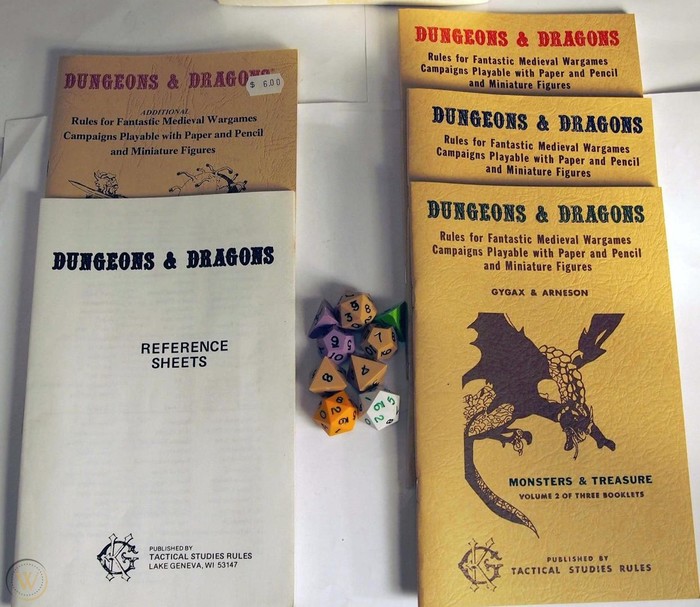 DUNGEONS & DRAGONS
$ 6.00
ADDITIONAL
Rules for Fantastic Medieval Wargames
Campaigns Playable with Paper and Pencil
and Miniature Figures
DUNGEONS & DRAGONS
REFERENCE
SHEETS
PUBLISHED BY
TACTICAL STUDIES RULES
LAKE GENEVA, WI 53147
DUNGEONS & DRAGONS
Rules for Fantastic Medieval Wargames
Campaigns Playable with Paper and Pencil
and Miniature Figures
DUNGEONS & DRAGONS
Rules for Fantastic Medieval Wargames
Campaigns Playable with Paper and Pencil
and Miniature Figures
DUNGEONS & DRAGONS
Rules for Fantastic Medieval Wargames
Campaigns Playable with Paper and Pencil
and Miniature Figures
GYGAX & ARNESON
MONSTERS & TREASURE
VOLUME 2 OF THREE BOOKLETS
PUBLISHED BY
TACTICAL STUDIES RULES